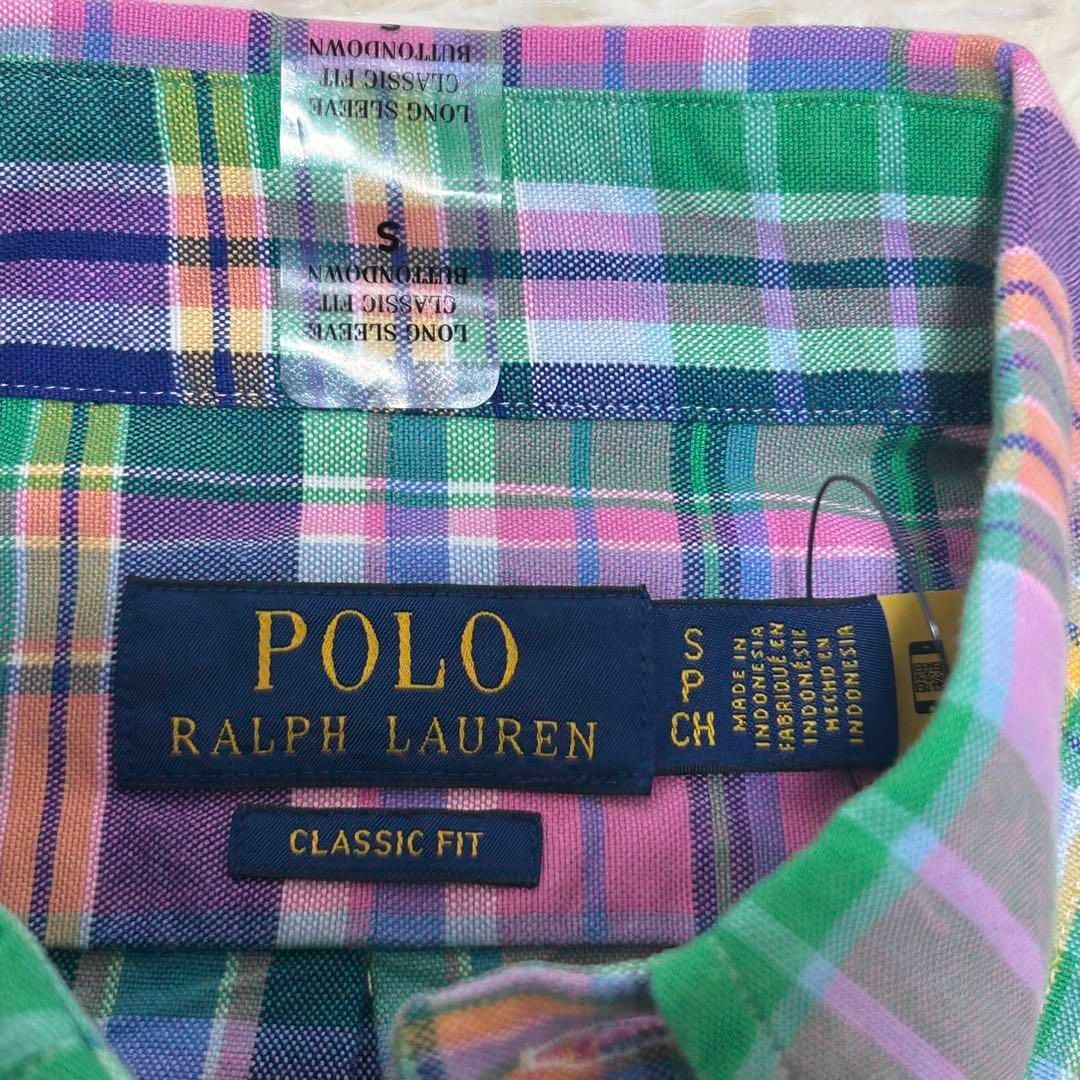 S
BUTTONDOWN
CLASSIC FIT
LONG SLEEVE
S
BUTTONDOWN
CLASSIC FIT
LONG SLEEVE
POLO
RALPH LAUREN
S
P
CH
MADE IN
INDONESIA
FABRIQUÉ EN
INDONÉSIE
HECHO EN
INDONESIA
CLASSIC FIT